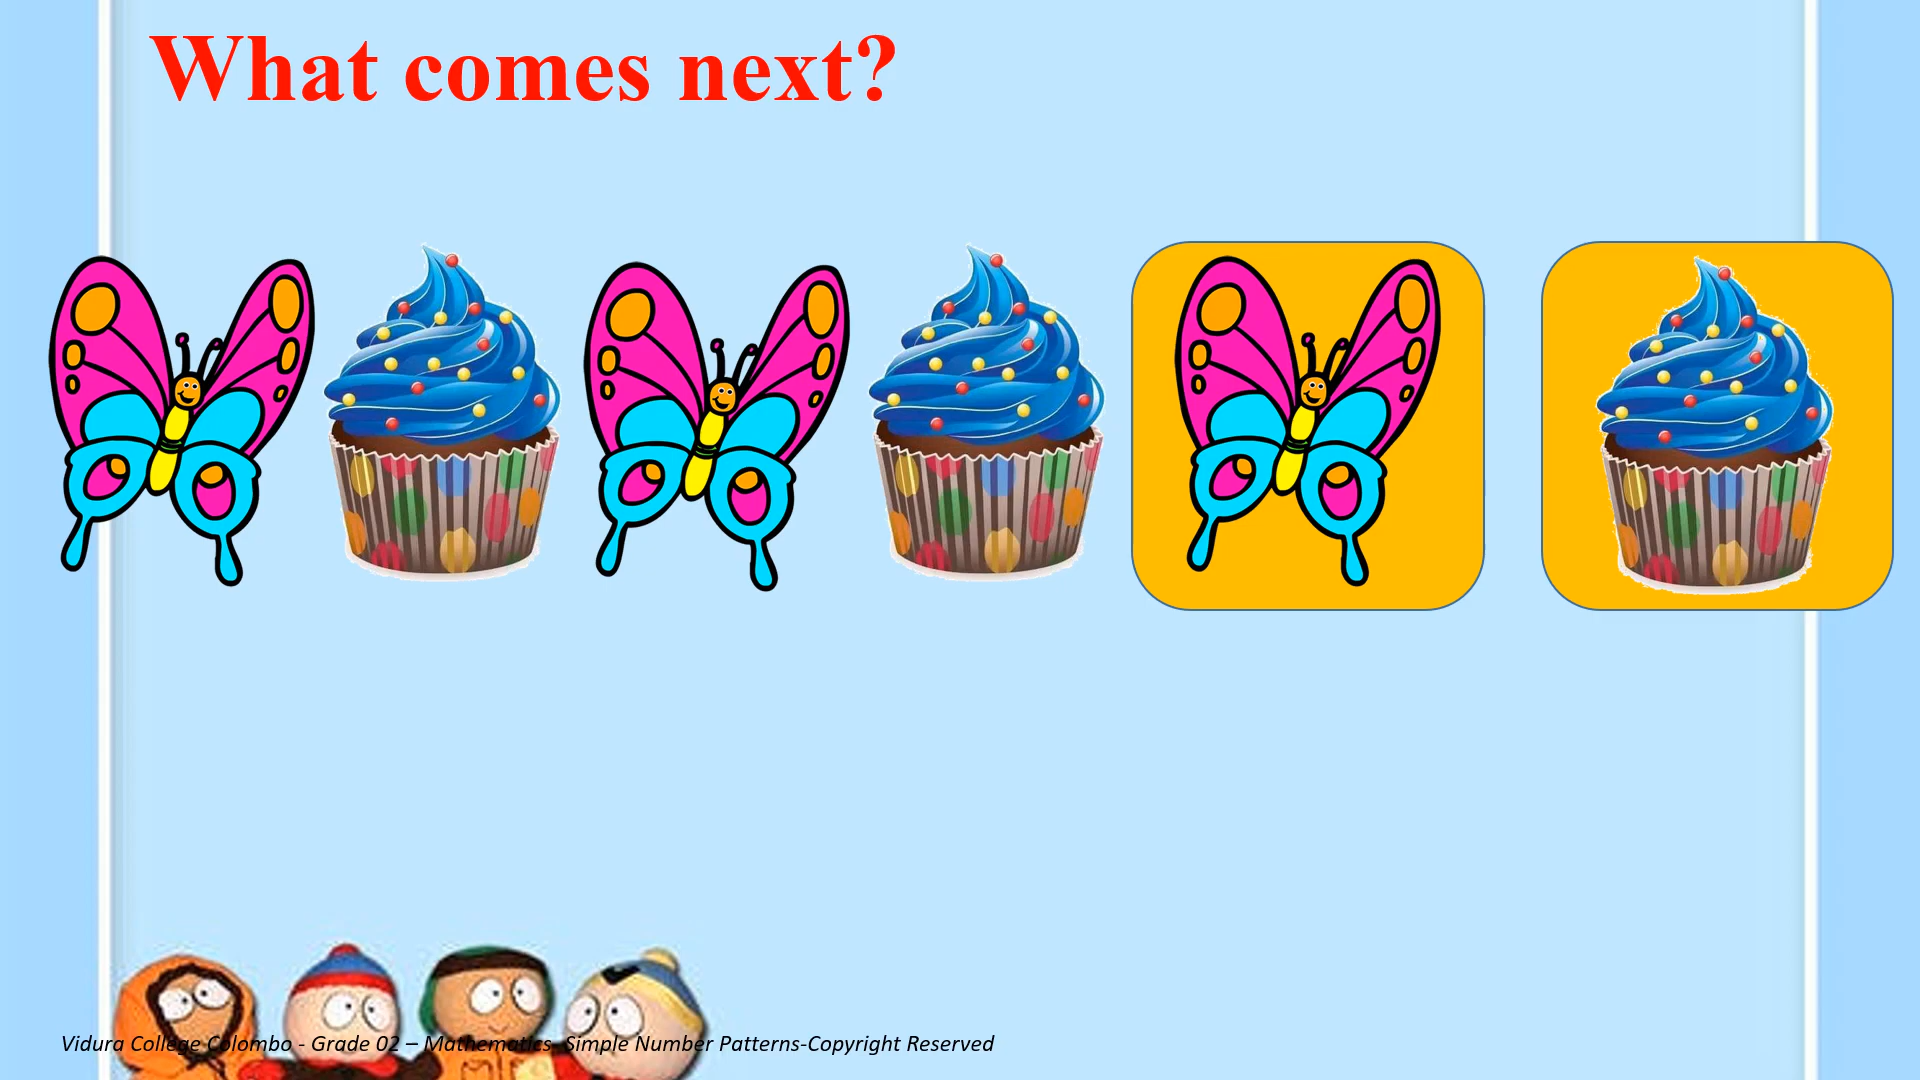 What comes next?
Vidura College Colombo - Grade 02 – Mathematics- Simple Number Patterns-Copyright Reserved